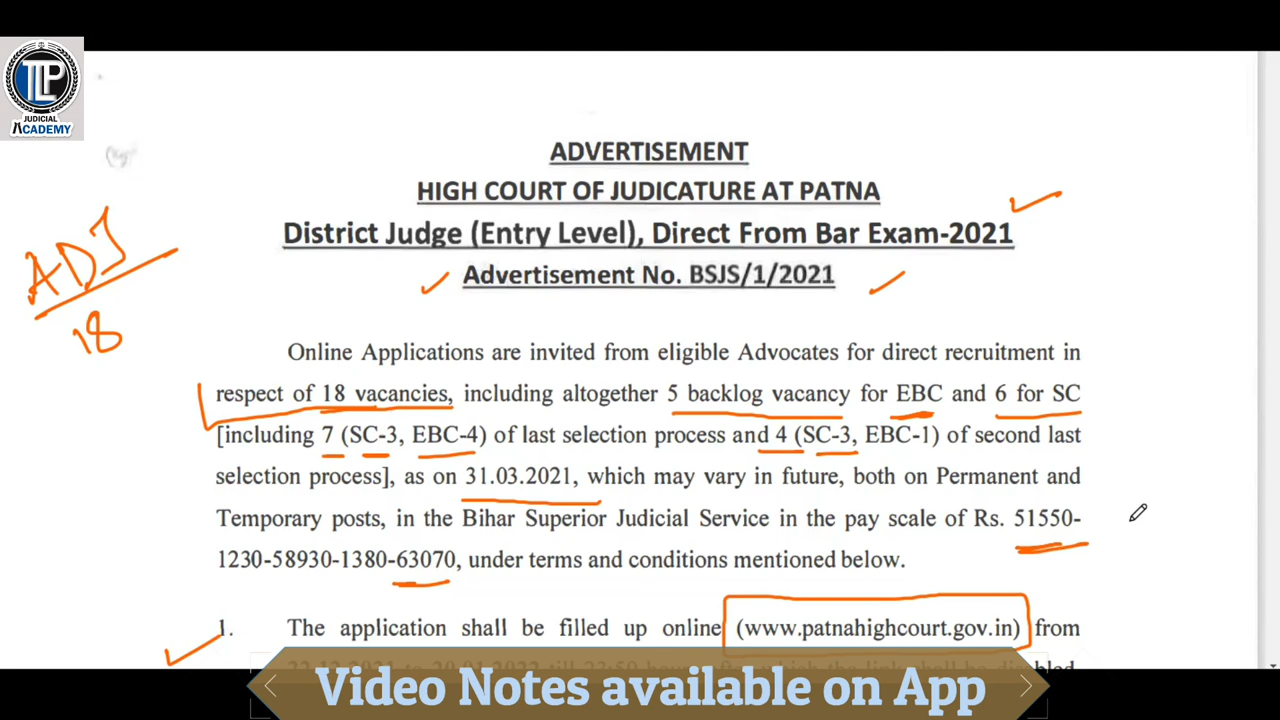 TLP
JUDICIAL
ACADEMY
ADVERTISEMENT
HIGH COURT OF JUDICATURE AT PATNA
District Judge (Entry Level), Direct From Bar Exam-2021
Advertisement No. BSJS/1/2021
ADJ
18
Online Applications are invited from eligible Advocates for direct recruitment in
respect of 18 vacancies, including altogether 5 backlog vacancy for EBC and 6 for SC
[including 7 (SC-3, EBC-4) of last selection process and 4 (SC-3, EBC-1) of second last
selection process], as on 31.03.2021, which may vary in future, both on Permanent and
Temporary posts, in the Bihar Superior Judicial Service in the pay scale of Rs. 51550-
1230-58930-1380-63070, under terms and conditions mentioned below.
1. The application shall be filled up online (www.patnahighcourt.gov.in) from
Video Notes available on App